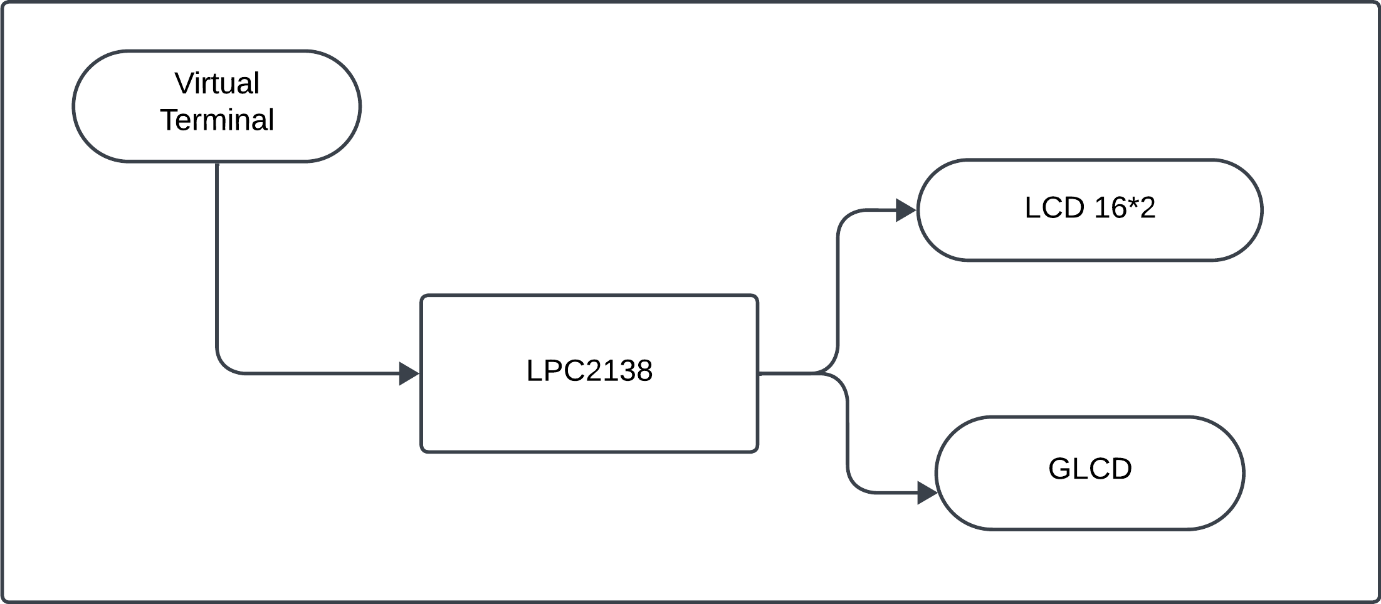 Virtual
Terminal
LCD 16*2
LPC2138
GLCD